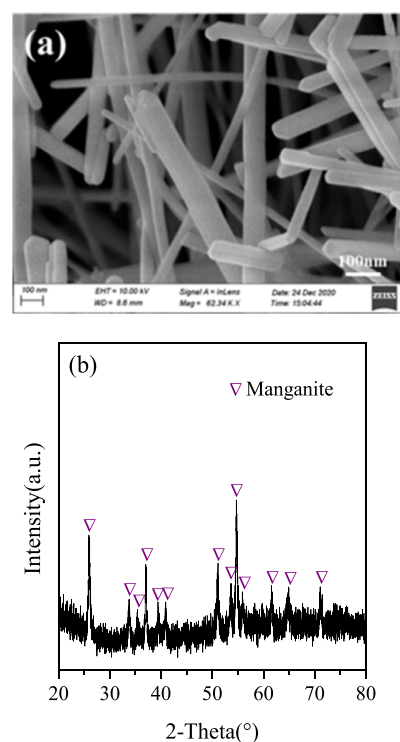 (a)
100nm
100 nm
EHT = 10.00 kV Signal A = InLens Date: 24 Dec 2020 ZEISS
WD = 8.6 mm Mag = 62.34 K X Time: 15:04:44
(b)
▽ Manganite
Intensity(a.u.)
20 30 40 50 60 70 80
2-Theta(°)